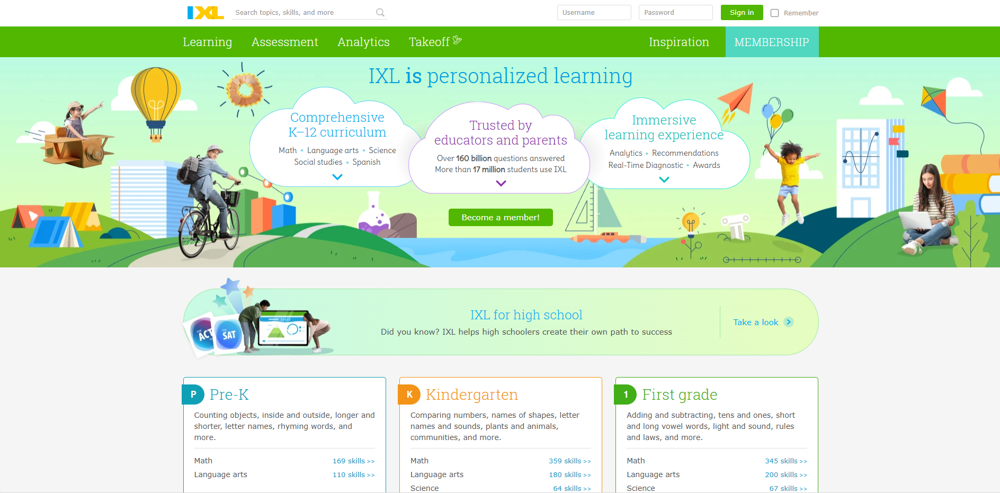 IXL
Search topics, skills, and more
Username
Password
Sign in
Remember
Learning
Assessment
Analytics
Takeoff
Inspiration
MEMBERSHIP
IXL is personalized learning
Comprehensive
K–12 curriculum
Math • Language arts • Science
Social studies • Spanish
Trusted by
educators and parents
Over 160 billion questions answered
More than 17 million students use IXL
Immersive
learning experience
Analytics • Recommendations
Real-Time Diagnostic • Awards
Become a member!
THE
ACT
THE
SAT
IXL for high school
Did you know? IXL helps high schoolers create their own path to success
Take a look
P
Pre-K
Counting objects, inside and outside, longer and
shorter, letter names, rhyming words, and
more.
Math
169 skills >>
Language arts
110 skills >>
K
Kindergarten
Comparing numbers, names of shapes, letter
names and sounds, plants and animals,
communities, and more.
Math
359 skills >>
Language arts
180 skills >>
Science
64 skills >>
1
First grade
Adding and subtracting, tens and ones, short
and long vowel words, light and sound, rules
and laws, and more.
Math
345 skills >>
Language arts
200 skills >>
Science
67 skills >>